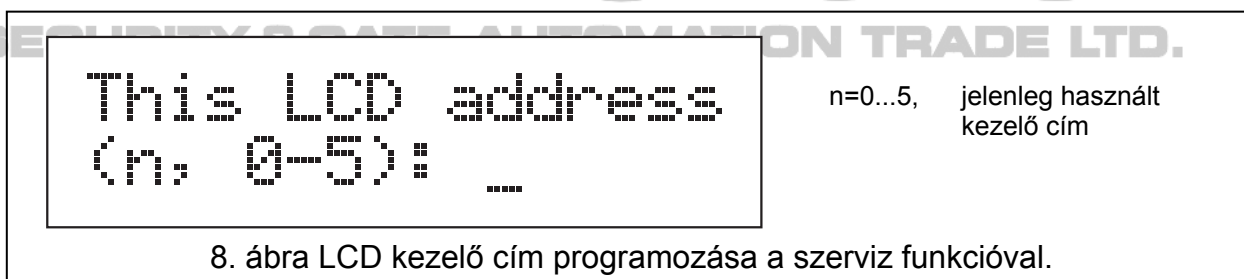 SECURITY & GATE AUTOMATION TRADE LTD.
This LCD address
(n, 0-5): _
n=0...5, jelenleg használt
kezelő cím
8. ábra LCD kezelő cím programozása a szerviz funkcióval.